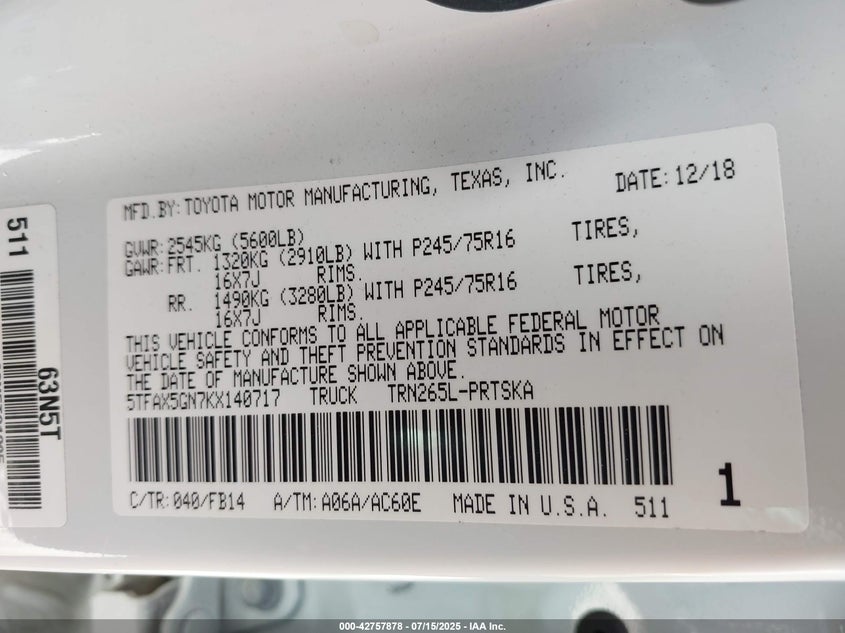 MFD.BY:TOYOTA MOTOR MANUFACTURING, TEXAS, INC. DATE:12/18
GVWR:2545KG (5600LB)
GAWR:FRT. 1320KG (2910LB) WITH P245/75R16 TIRES,
16X7J RIMS.
RR. 1490KG (3280LB) WITH P245/75R16 TIRES,
16X7J RIMS.
THIS VEHICLE CONFORMS TO ALL APPLICABLE FEDERAL MOTOR
VEHICLE SAFETY AND THEFT PREVENTION STANDARDS IN EFFECT ON
THE DATE OF MANUFACTURE SHOWN ABOVE.
5TFAX5GN7KX140717 TRUCK TRN265L-PRTSKA
C/TR:040/FB14 A/TM:A06A/AC60E MADE IN U.S.A. 511
1
511
63N5T
000-42757878 - 07/15/2025 - IAA Inc.